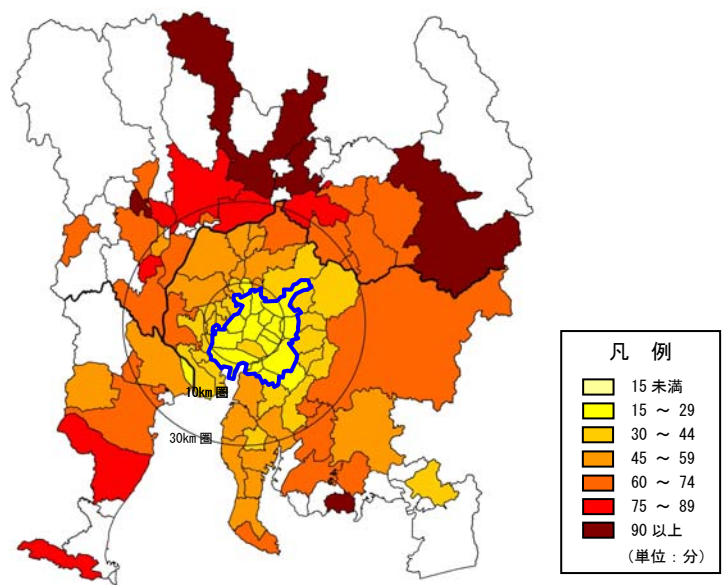 10km圏
30km圏
凡 例
15 未満
15 ～ 29
30 ～ 44
45 ～ 59
60 ～ 74
75 ～ 89
90 以上
(単位：分)